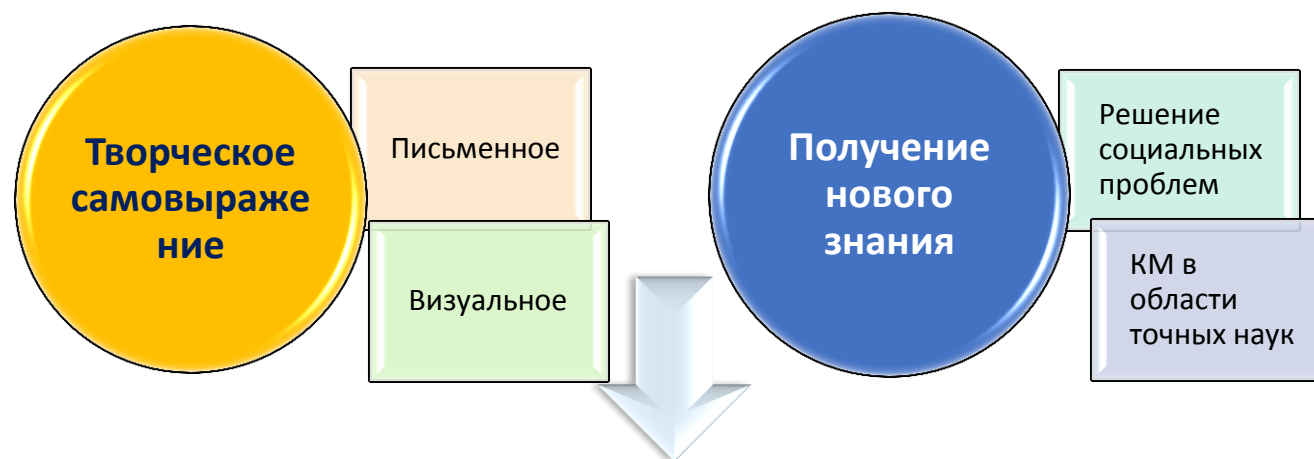 Творческое
самовыраже
ние
Письменное
Визуальное
Получение
нового
знания
Решение
социальных
проблем
КМ в
области
точных наук